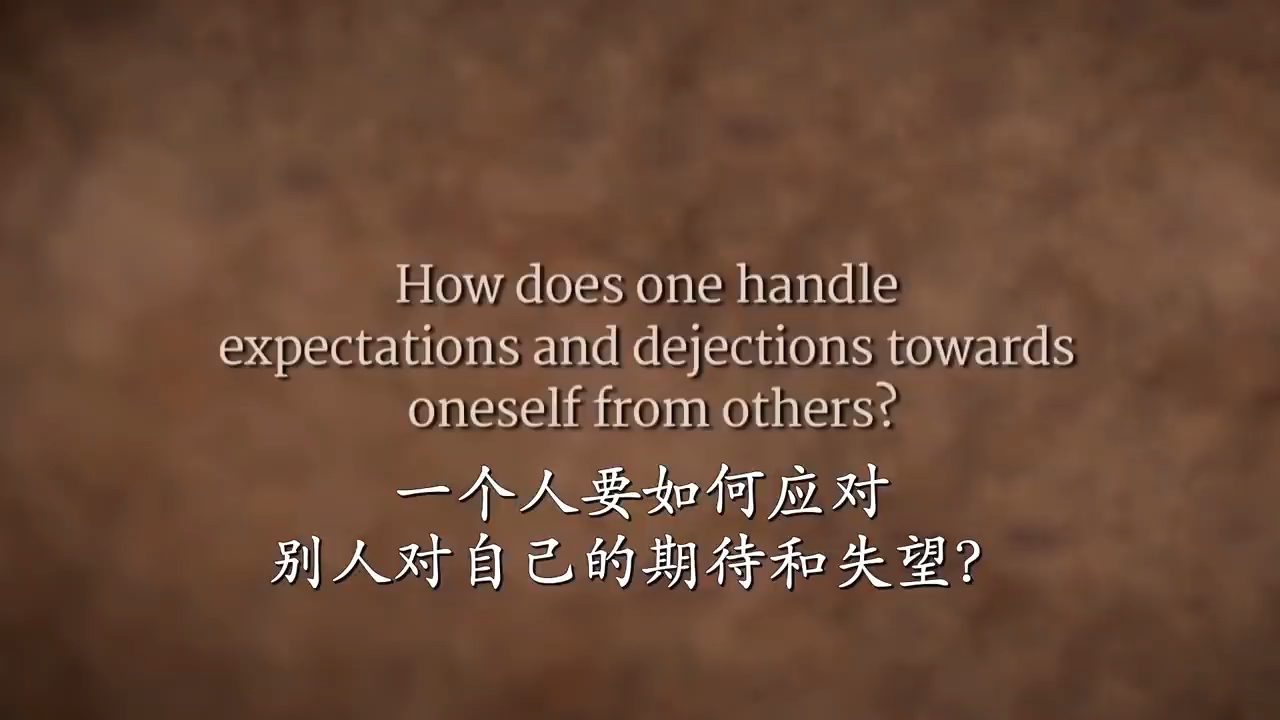 How does one handle
expectations and dejections towards
oneself from others?
一个人要如何应对
别人对自己的期待和失望?